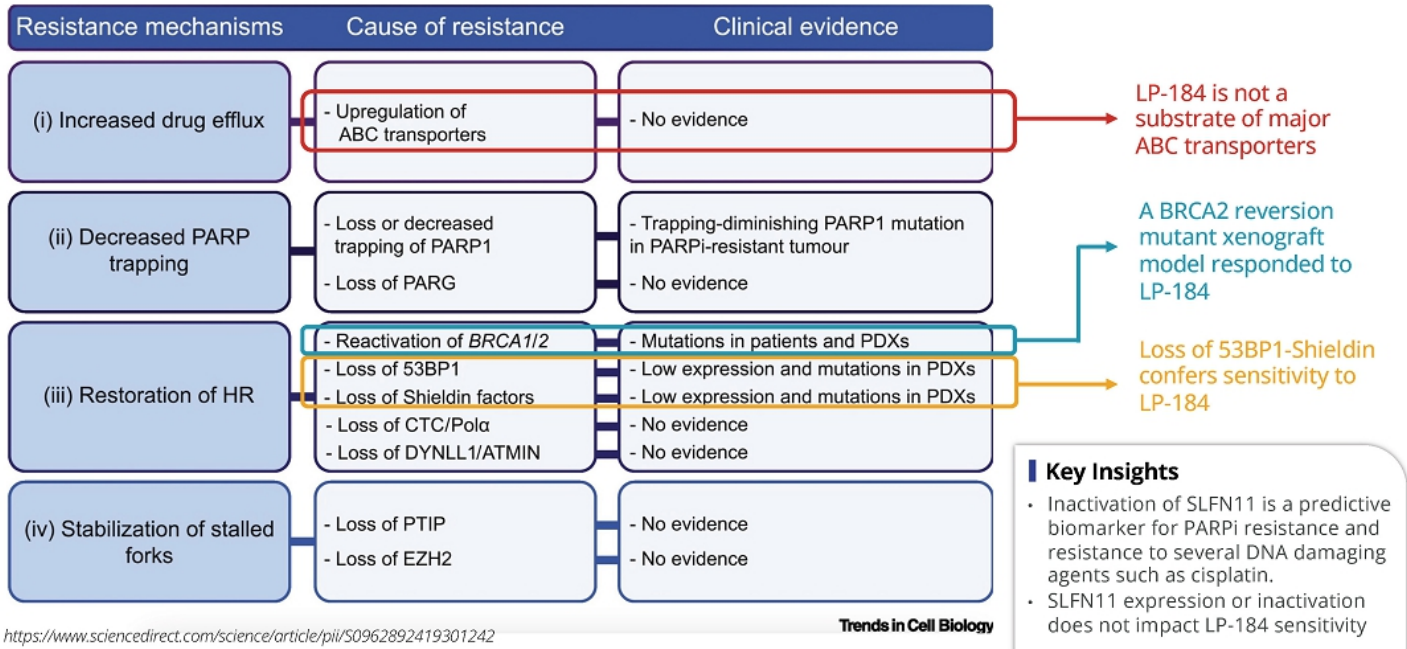 Resistance mechanisms
Cause of resistance
Clinical evidence
(i) Increased drug efflux
- Upregulation of
ABC transporters
- No evidence
LP-184 is not a
substrate of major
ABC transporters
(ii) Decreased PARP
trapping
- Loss or decreased
trapping of PARP1
- Trapping-diminishing PARP1 mutation
in PARPi-resistant tumour
- Loss of PARG
- No evidence
A BRCA2 reversion
mutant xenograft
model responded to
LP-184
(iii) Restoration of HR
- Reactivation of BRCA1/2
- Mutations in patients and PDXs
- Loss of 53BP1
- Low expression and mutations in PDXs
- Loss of Shieldin factors
- Low expression and mutations in PDXs
- Loss of CTC/Polα
- No evidence
- Loss of DYNLL1/ATMIN
- No evidence
Loss of 53BP1-Shieldin
confers sensitivity to
LP-184
(iv) Stabilization of stalled
forks
- Loss of PTIP
- No evidence
- Loss of EZH2
- No evidence
Key Insights
• Inactivation of SLFN11 is a predictive
biomarker for PARPi resistance and
resistance to several DNA damaging
agents such as cisplatin.
• SLFN11 expression or inactivation
does not impact LP-184 sensitivity
Trends in Cell Biology
https://www.sciencedirect.com/science/article/pii/S0962892419301242